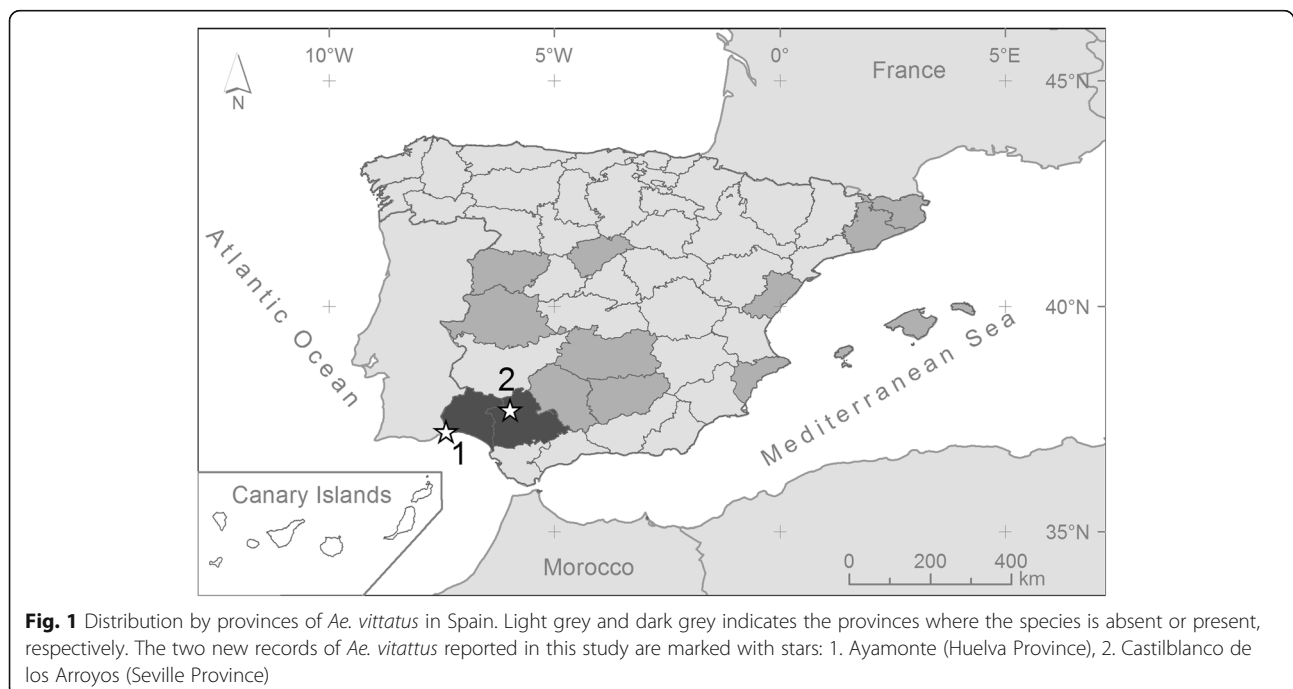 10°W 5°W 0° 5°E
France
45°N
N
Atlantic Ocean
40°N
Mediterranean Sea
2
1
Canary Islands
35°N
Morocco
0 200 400
km
Fig. 1 Distribution by provinces of Ae. vittatus in Spain. Light grey and dark grey indicates the provinces where the species is absent or present,
respectively. The two new records of Ae. vitattus reported in this study are marked with stars: 1. Ayamonte (Huelva Province), 2. Castilblanco de
los Arroyos (Seville Province)